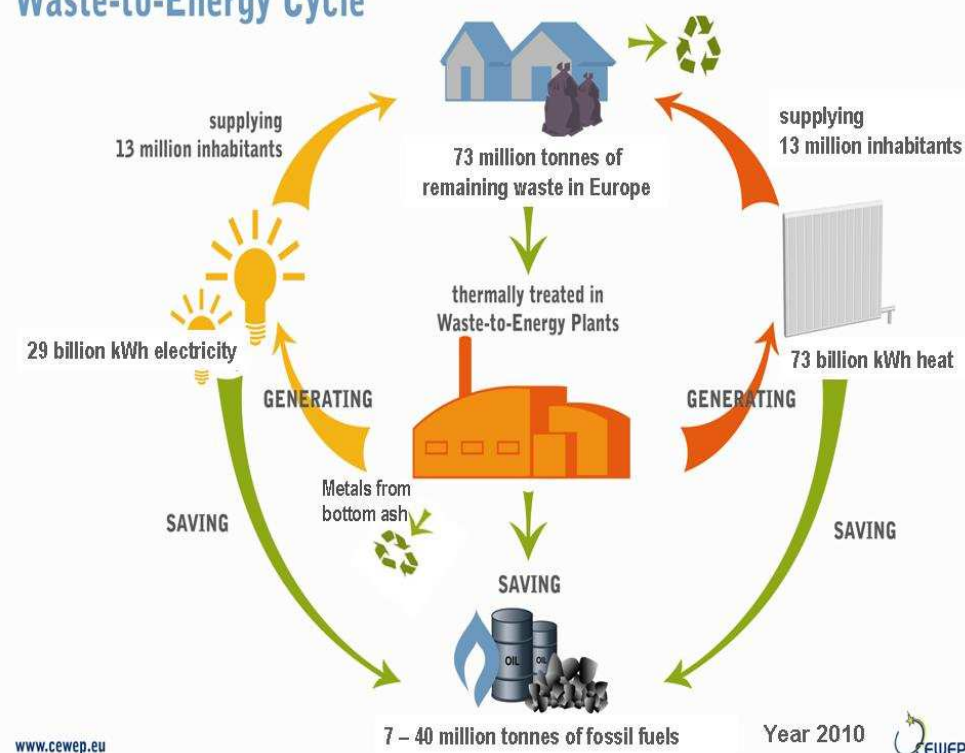 Waste-to-Energy Cycle
supplying
13 million inhabitants
73 million tonnes of
remaining waste in Europe
supplying
13 million inhabitants
thermally treated in
Waste-to-Energy Plants
29 billion kWh electricity
73 billion kWh heat
GENERATING
GENERATING
Metals from
bottom ash
SAVING
SAVING
SAVING
OIL
OIL
7 – 40 million tonnes of fossil fuels
Year 2010
www.cewep.eu
CEWEP